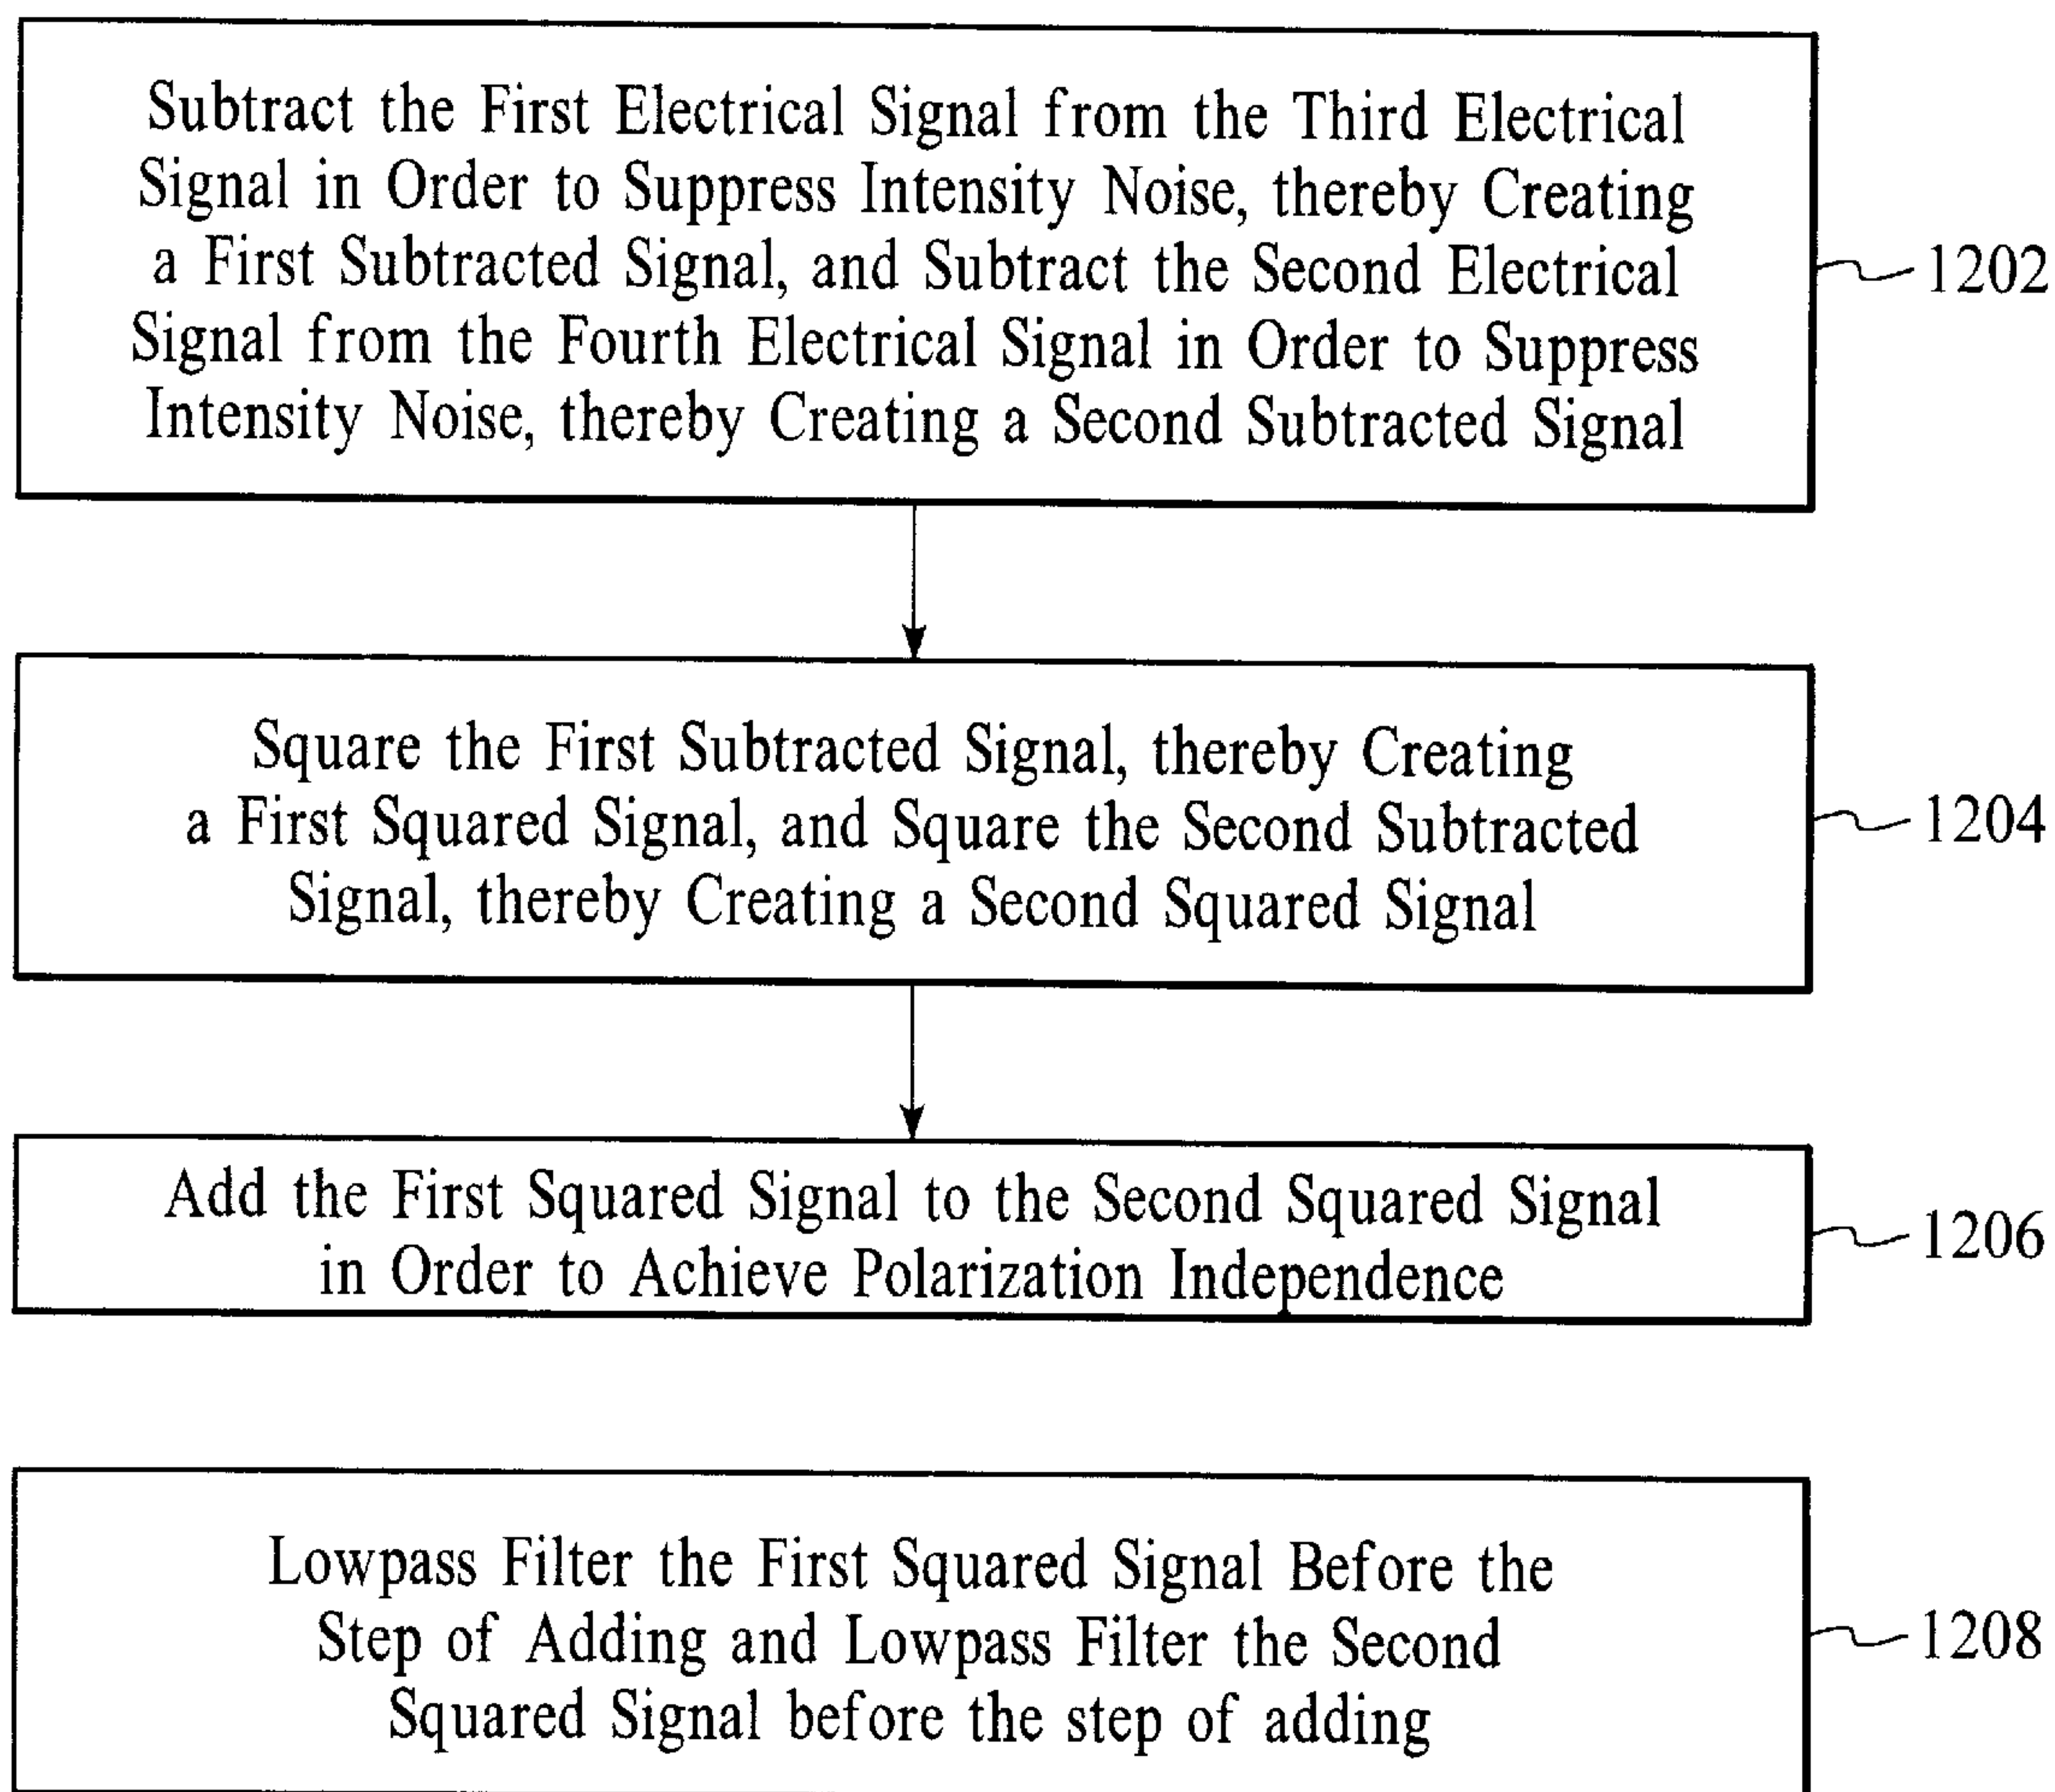 Subtract the First Electrical Signal from the Third Electrical
Signal in Order to Suppress Intensity Noise, thereby Creating
a First Subtracted Signal, and Subtract the Second Electrical
Signal from the Fourth Electrical Signal in Order to Suppress
Intensity Noise, thereby Creating a Second Subtracted Signal
1202
Square the First Subtracted Signal, thereby Creating
a First Squared Signal, and Square the Second Subtracted
Signal, thereby Creating a Second Squared Signal
1204
Add the First Squared Signal to the Second Squared Signal
in Order to Achieve Polarization Independence
1206
Lowpass Filter the First Squared Signal Before the
Step of Adding and Lowpass Filter the Second
Squared Signal before the step of adding
1208